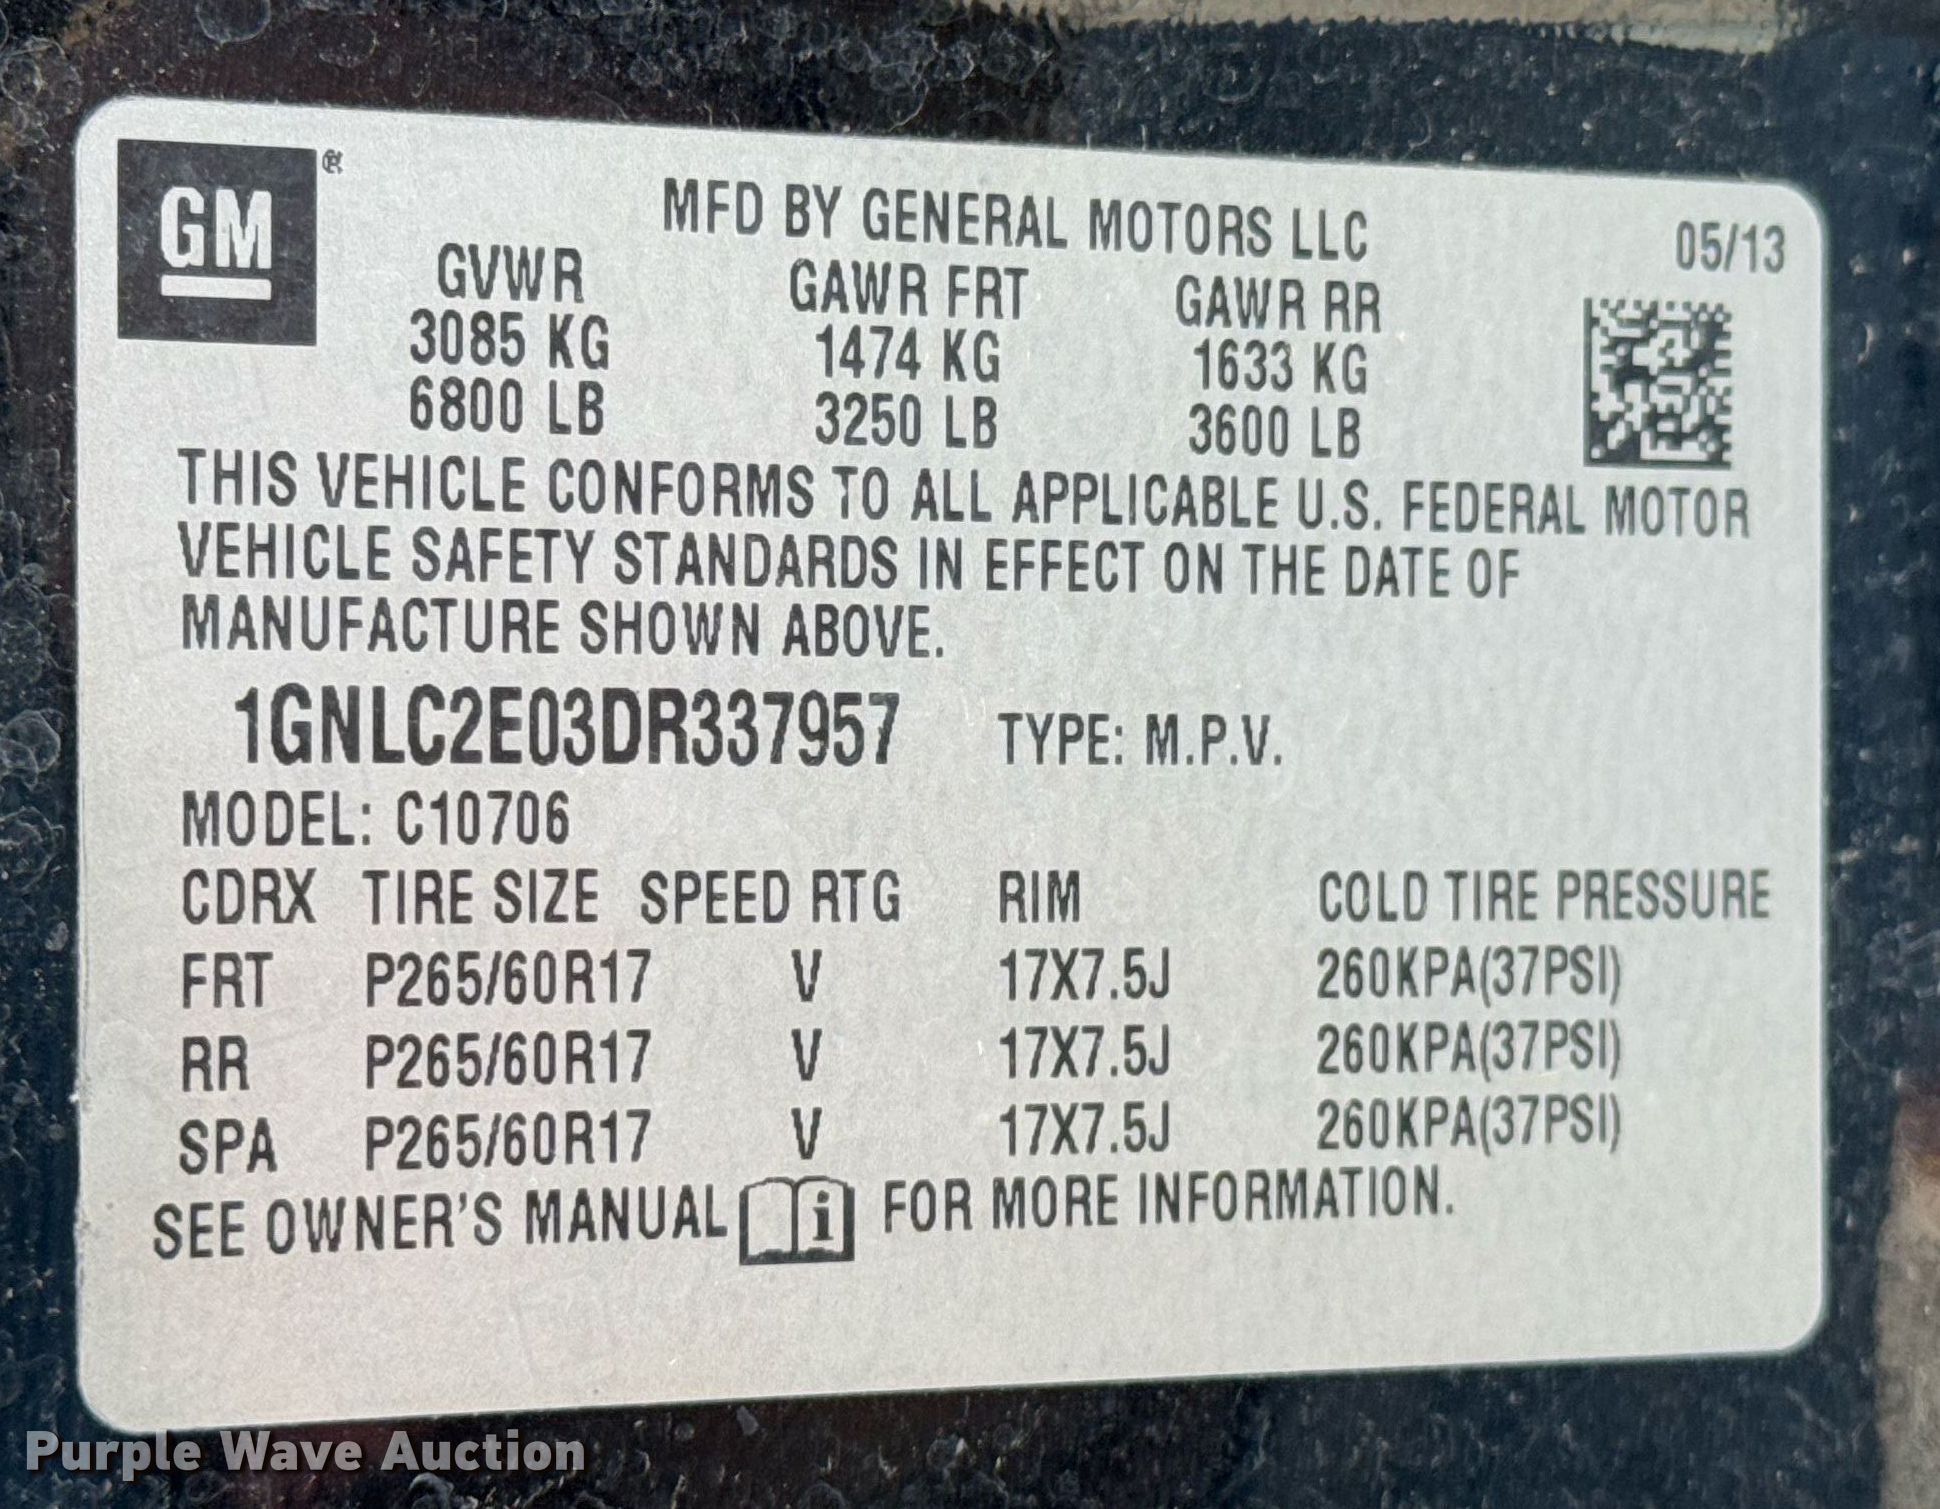 GM ®
MFD BY GENERAL MOTORS LLC 05/13
GVWR GAWR FRT GAWR RR
3085 KG 1474 KG 1633 KG
6800 LB 3250 LB 3600 LB
THIS VEHICLE CONFORMS TO ALL APPLICABLE U.S. FEDERAL MOTOR
VEHICLE SAFETY STANDARDS IN EFFECT ON THE DATE OF
MANUFACTURE SHOWN ABOVE.
1GNLC2E03DR337957 TYPE: M.P.V.
MODEL: C10706
CDRX TIRE SIZE SPEED RTG RIM COLD TIRE PRESSURE
FRT P265/60R17 V 17X7.5J 260KPA(37PSI)
RR P265/60R17 V 17X7.5J 260KPA(37PSI)
SPA P265/60R17 V 17X7.5J 260KPA(37PSI)
SEE OWNER'S MANUAL i FOR MORE INFORMATION.
Purple Wave Auction